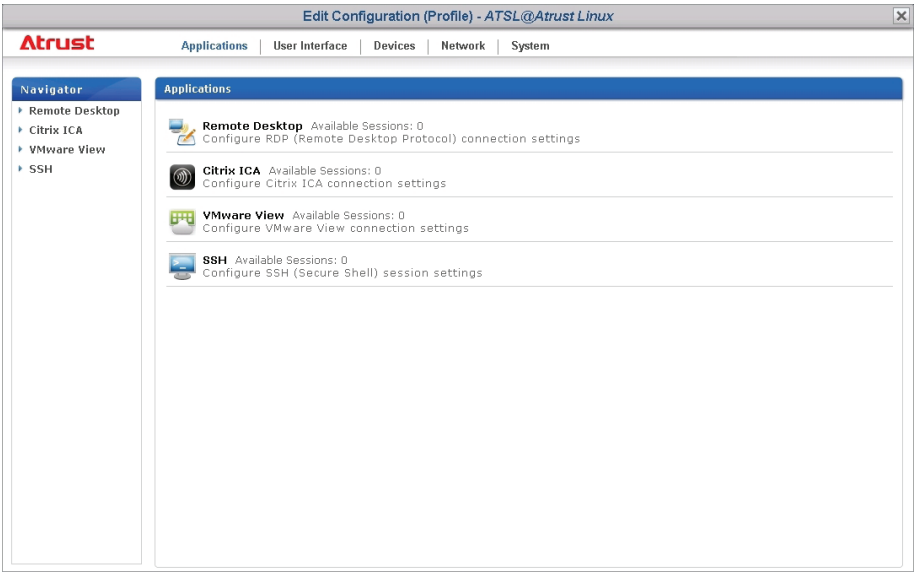 Edit Configuration (Profile) - ATSL@Atrust Linux
Atrust
Applications | User Interface | Devices | Network | System
Navigator
Remote Desktop
Citrix ICA
VMware View
SSH
Applications
Remote Desktop Available Sessions: 0
Configure RDP (Remote Desktop Protocol) connection settings
Citrix ICA Available Sessions: 0
Configure Citrix ICA connection settings
VMware View Available Sessions: 0
Configure VMware View connection settings
SSH Available Sessions: 0
Configure SSH (Secure Shell) session settings